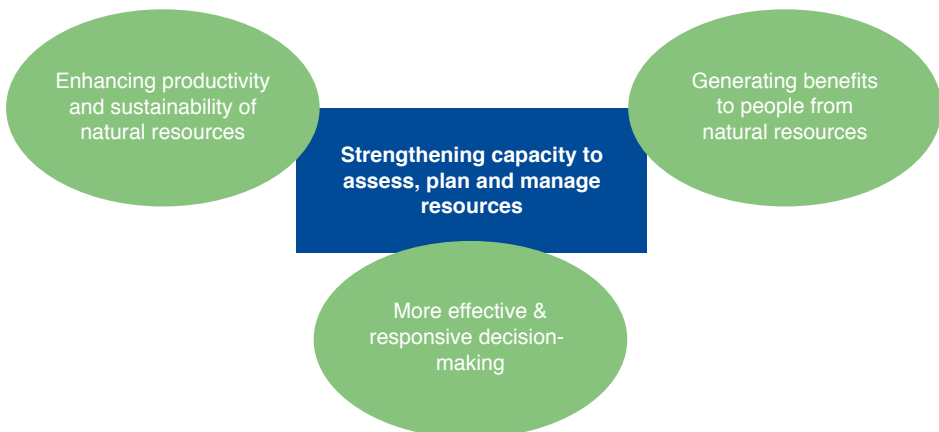 Enhancing productivity
and sustainability of
natural resources
Generating benefits
to people from
natural resources
Strengthening capacity to
assess, plan and manage
resources
More effective &
responsive decision-
making